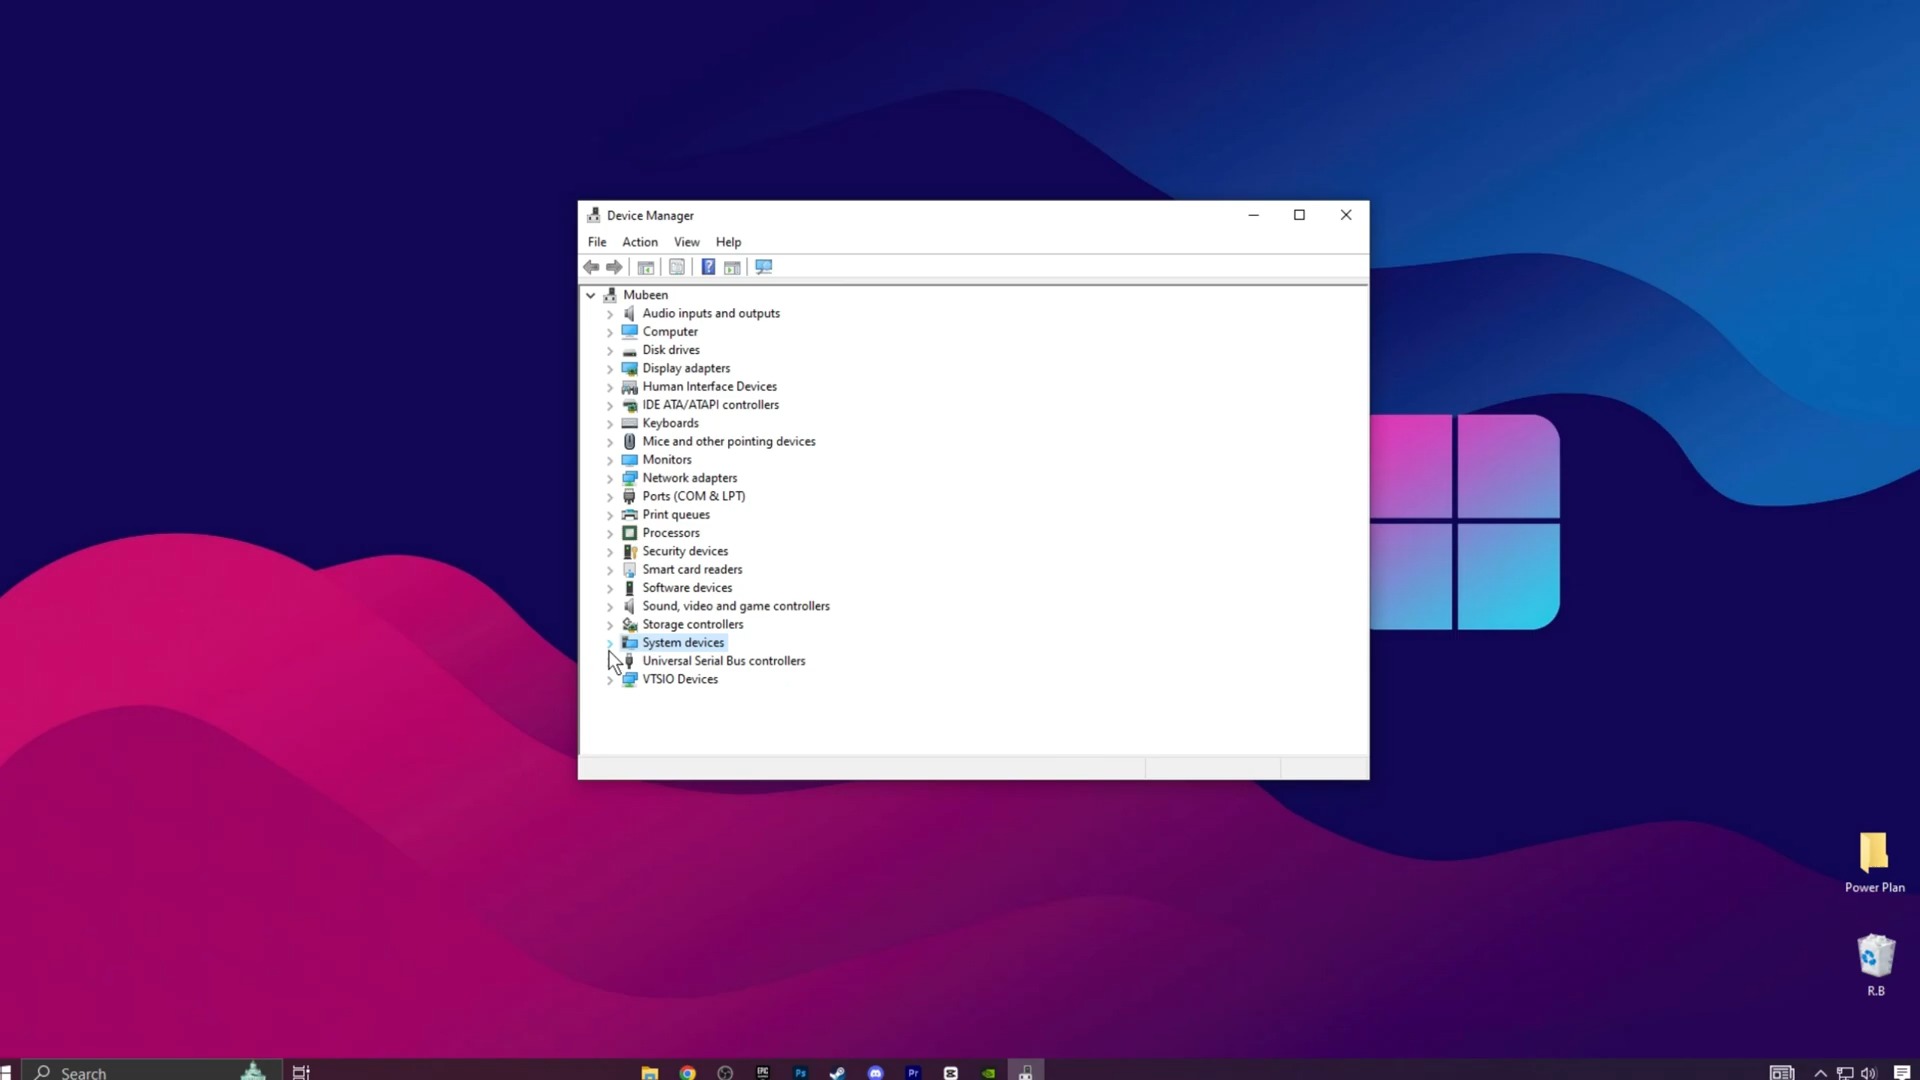 Device Manager
File Action View Help
Mubeen
Audio inputs and outputs
Computer
Disk drives
Display adapters
Human Interface Devices
IDE ATA/ATAPI controllers
Keyboards
Mice and other pointing devices
Monitors
Network adapters
Ports (COM & LPT)
Print queues
Processors
Security devices
Smart card readers
Software devices
Sound, video and game controllers
Storage controllers
System devices
Universal Serial Bus controllers
VTSIO Devices
Power Plan
R.B
Search
EPIC
Ps
Pr